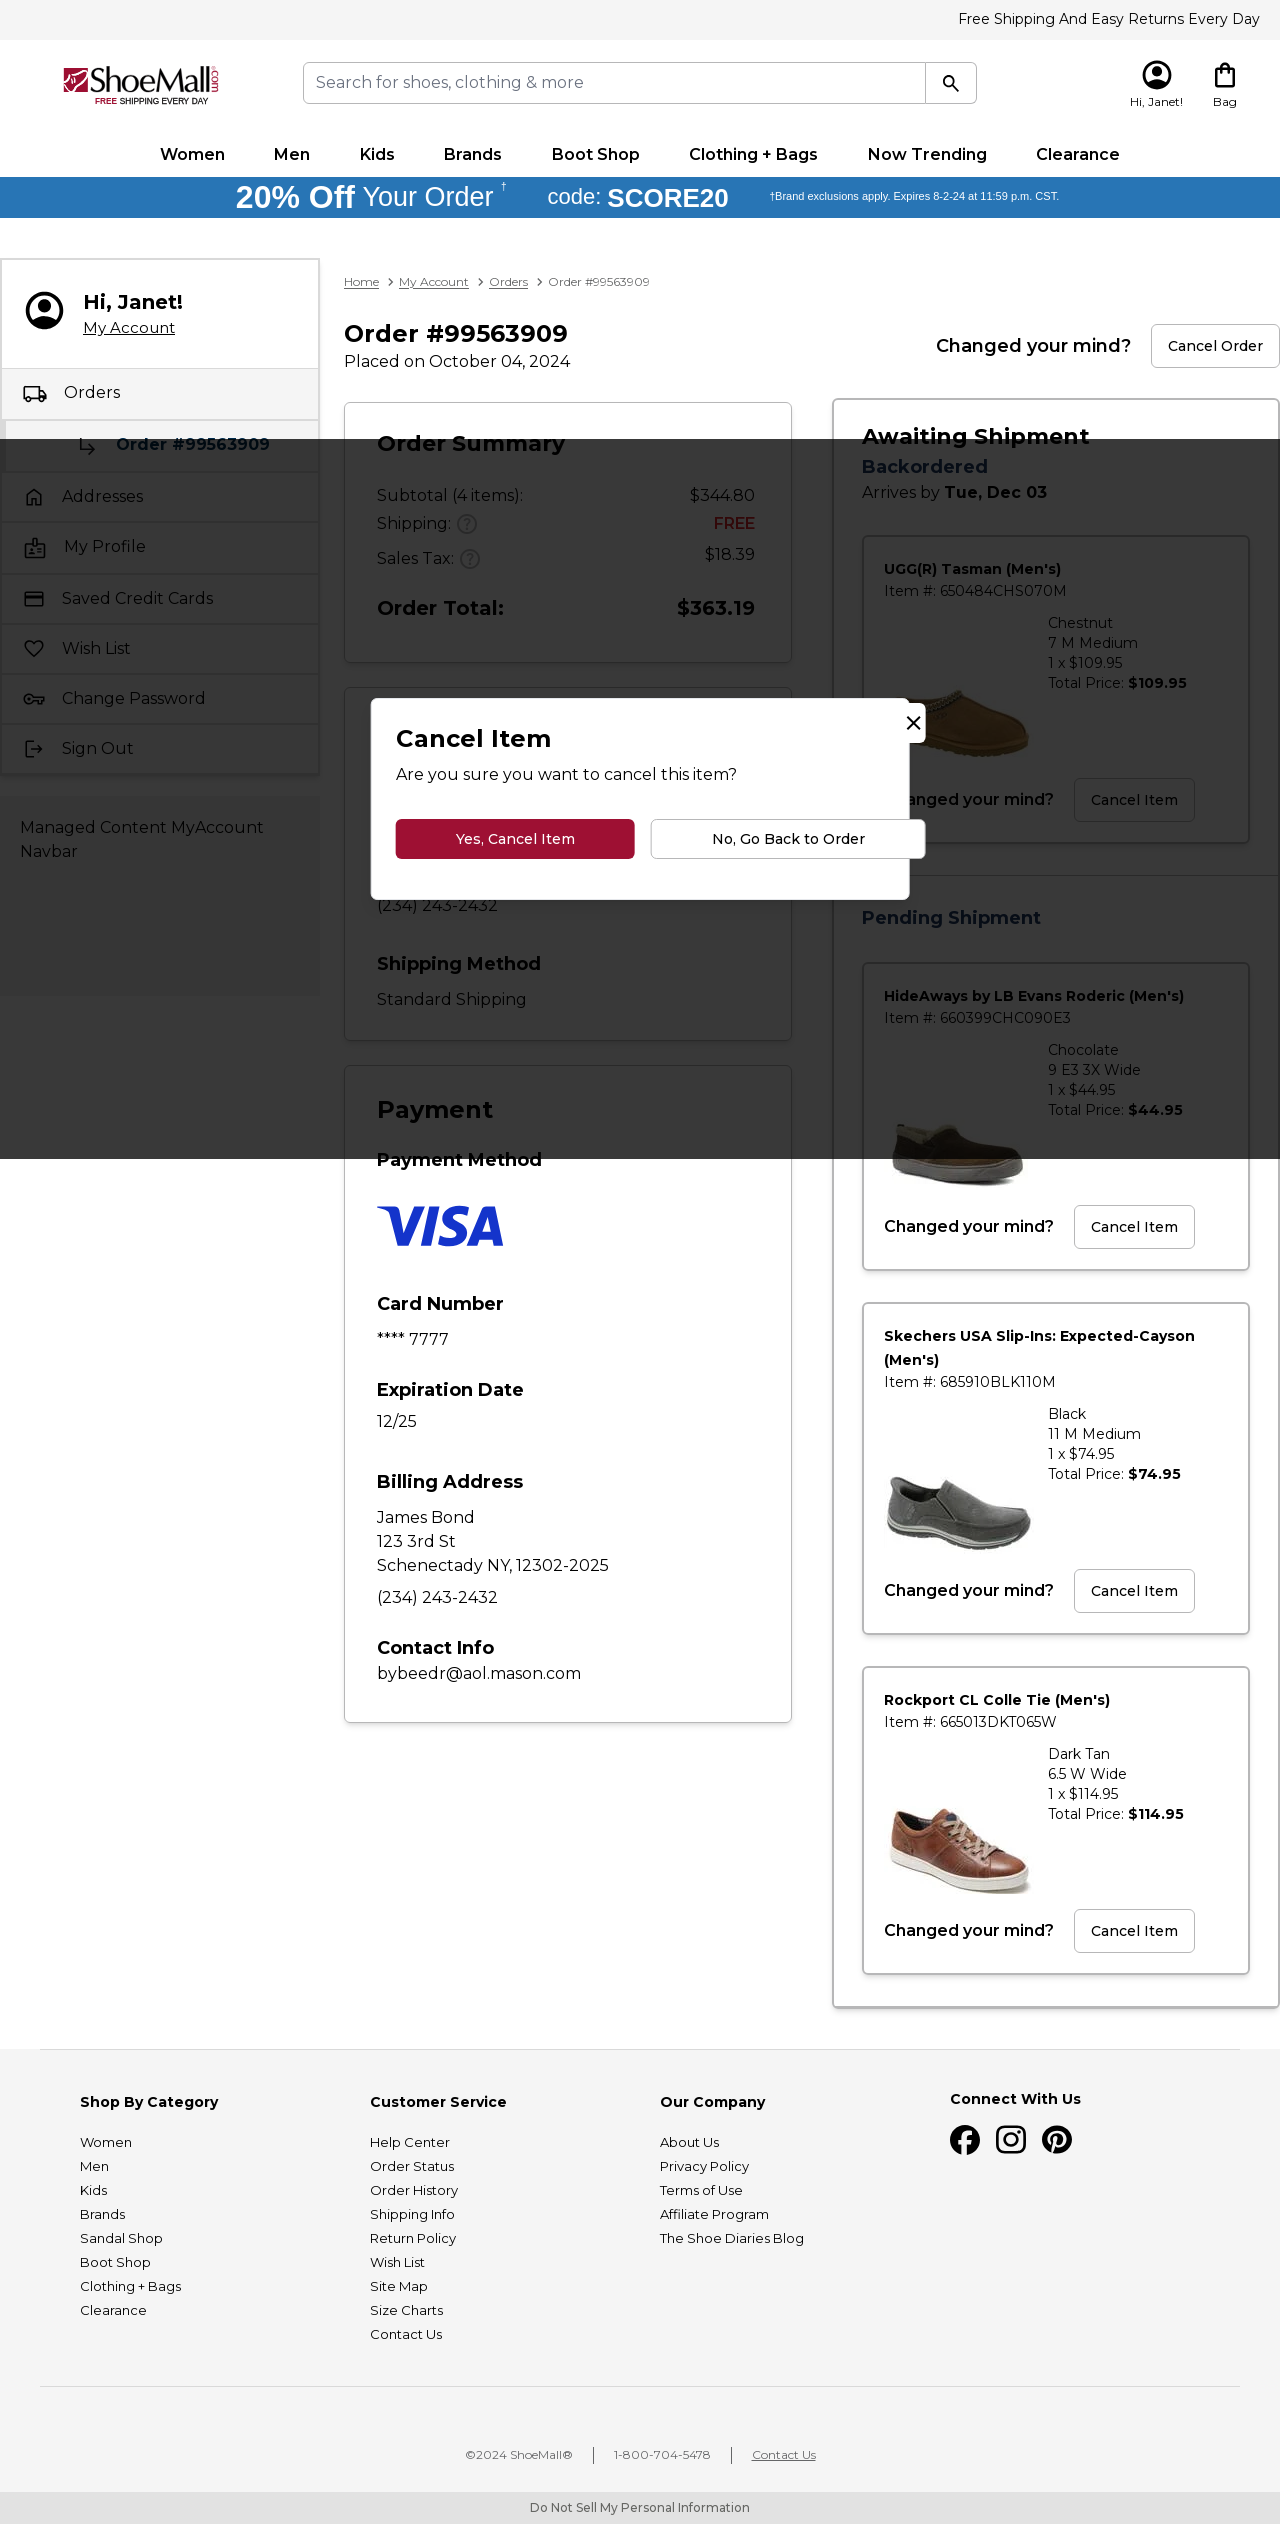 Free Shipping And Easy Returns Every Day
ShoeMall.com
FREE SHIPPING EVERY DAY
Search for shoes, clothing & more
Hi, Janet!
Bag
Women Men Kids Brands Boot Shop Clothing + Bags Now Trending Clearance
20% Off Your Order † code: SCORE20 †Brand exclusions apply. Expires 8-2-24 at 11:59 p.m. CST.
Hi, Janet!
My Account
Orders
Order #99563909
Addresses
My Profile
Saved Credit Cards
Wish List
Change Password
Sign Out
Managed Content MyAccount
Navbar
Home > My Account > Orders > Order #99563909
Order #99563909
Placed on October 04, 2024
Changed your mind? Cancel Order
Order Summary
Subtotal (4 items): $344.80
Shipping: ? FREE
Sales Tax: ? $18.39
Order Total: $363.19
Cancel Item
Are you sure you want to cancel this item?
Yes, Cancel Item
No, Go Back to Order
(234) 243-2432
Shipping Method
Standard Shipping
Payment
Payment Method
VISA
Card Number
**** 7777
Expiration Date
12/25
Billing Address
James Bond
123 3rd St
Schenectady NY, 12302-2025
(234) 243-2432
Contact Info
bybeedr@aol.mason.com
Awaiting Shipment
Backordered
Arrives by Tue, Dec 03
UGG(R) Tasman (Men's)
Item #: 650484CHS070M
Chestnut
7 M Medium
1 x $109.95
Total Price: $109.95
anged your mind? Cancel Item
Pending Shipment
HideAways by LB Evans Roderic (Men's)
Item #: 660399CHC090E3
Chocolate
9 E3 3X Wide
1 x $44.95
Total Price: $44.95
Changed your mind? Cancel Item
Skechers USA Slip-Ins: Expected-Cayson
(Men's)
Item #: 685910BLK110M
Black
11 M Medium
1 x $74.95
Total Price: $74.95
Changed your mind? Cancel Item
Rockport CL Colle Tie (Men's)
Item #: 665013DKT065W
Dark Tan
6.5 W Wide
1 x $114.95
Total Price: $114.95
Changed your mind? Cancel Item
Shop By Category
Women
Men
Kids
Brands
Sandal Shop
Boot Shop
Clothing + Bags
Clearance
Customer Service
Help Center
Order Status
Order History
Shipping Info
Return Policy
Wish List
Site Map
Size Charts
Contact Us
Our Company
About Us
Privacy Policy
Terms of Use
Affiliate Program
The Shoe Diaries Blog
Connect With Us
©2024 ShoeMall® 1-800-704-5478 Contact Us
Do Not Sell My Personal Information